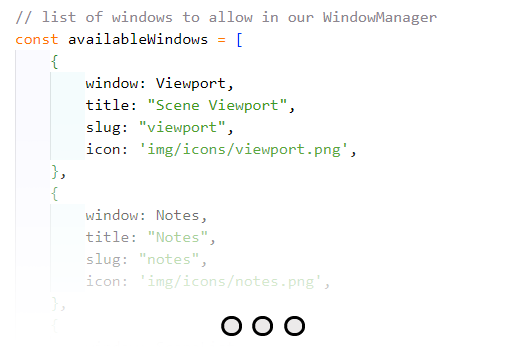 // list of windows to allow in our WindowManager
const availableWindows = [
    {
        window: Viewport,
        title: "Scene Viewport",
        slug: "viewport",
        icon: 'img/icons/viewport.png',
    },
    {
        window: Notes,
        title: "Notes",
        slug: "notes",
        icon: 'img/icons/notes.png',
    },
    {